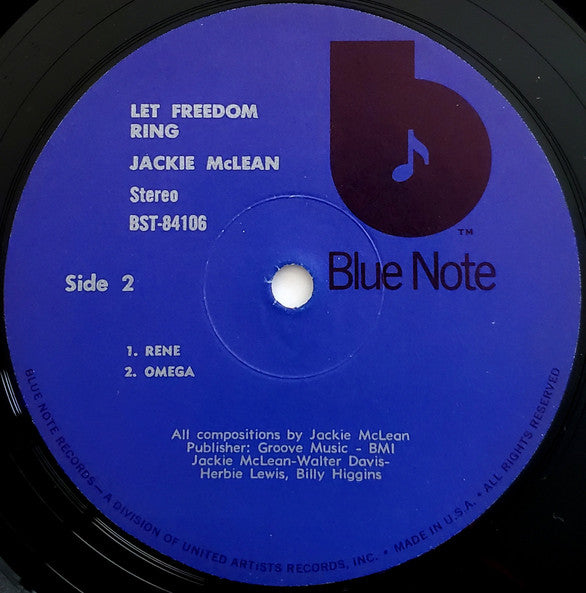 LET FREEDOM
RING
JACKIE McLEAN
Stereo
BST-84106
Side 2
b
TM
Blue Note
1. RENE
2. OMEGA
All compositions by Jackie McLean
Publisher: Groove Music - BMI
Jackie McLean-Walter Davis-
Herbie Lewis, Billy Higgins
BLUE NOTE RECORDS—A DIVISION OF UNITED ARTISTS RECORDS, INC. • MADE IN U.S.A. • ALL RIGHTS RESERVED